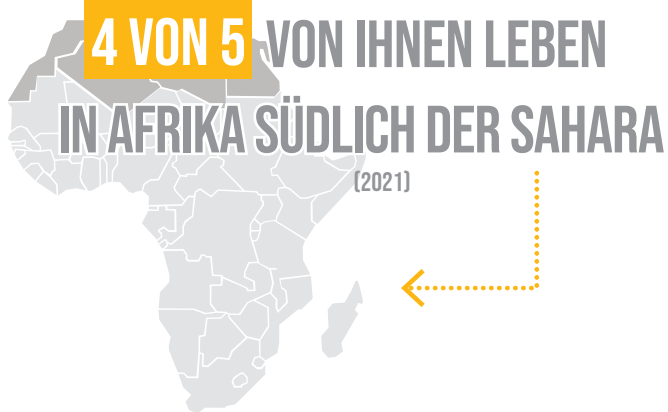 4 VON 5 VON IHNEN LEBEN
IN AFRIKA SÜDLICH DER SAHARA
(2021)